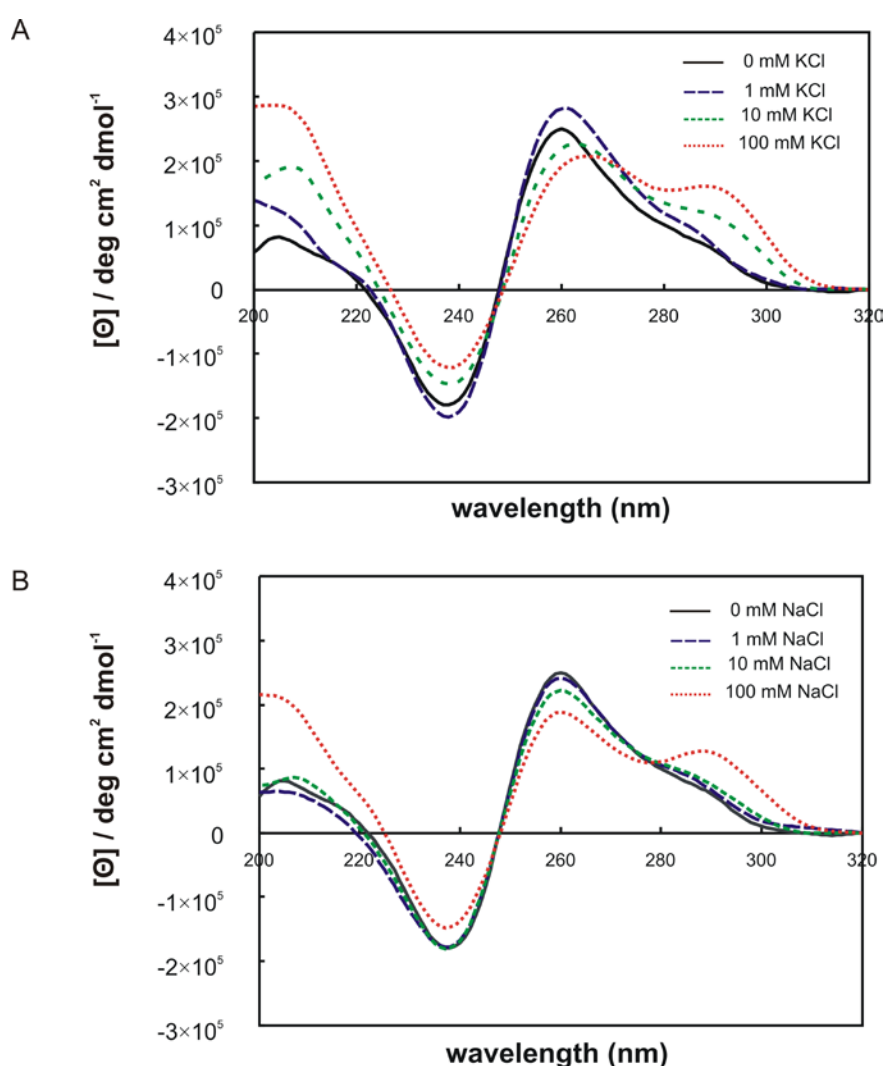 A
[Θ] / deg cm² dmol⁻¹
4×10⁵
3×10⁵
2×10⁵
1×10⁵
0
-1×10⁵
-2×10⁵
-3×10⁵
200 220 240 260 280 300 320
0 mM KCl
1 mM KCl
10 mM KCl
100 mM KCl
wavelength (nm)
B
[Θ] / deg cm² dmol⁻¹
4×10⁵
3×10⁵
2×10⁵
1×10⁵
0
-1×10⁵
-2×10⁵
-3×10⁵
200 220 240 260 280 300 320
0 mM NaCl
1 mM NaCl
10 mM NaCl
100 mM NaCl
wavelength (nm)